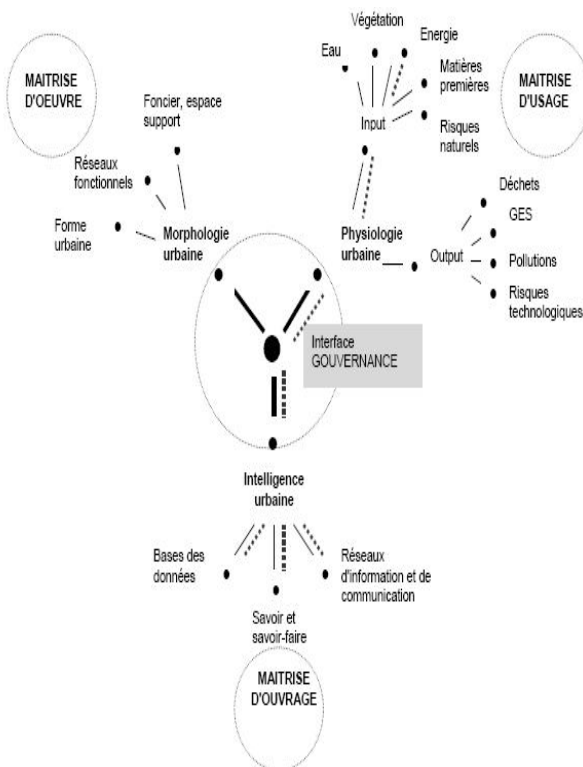 Végétation
Eau
Energie
MAITRISE
D'OEUVRE
Foncier, espace
support
Matières
premières
MAITRISE
D'USAGE
Input
Risques
naturels
Réseaux
fonctionnels
Déchets
GES
Forme
urbaine
Morphologie
urbaine
Physiologie
urbaine
Output
Pollutions
Risques
technologiques
Interface
GOUVERNANCE
Intelligence
urbaine
Bases des
données
Réseaux
d'information et de
communication
Savoir et
savoir-faire
MAITRISE
D'OUVRAGE